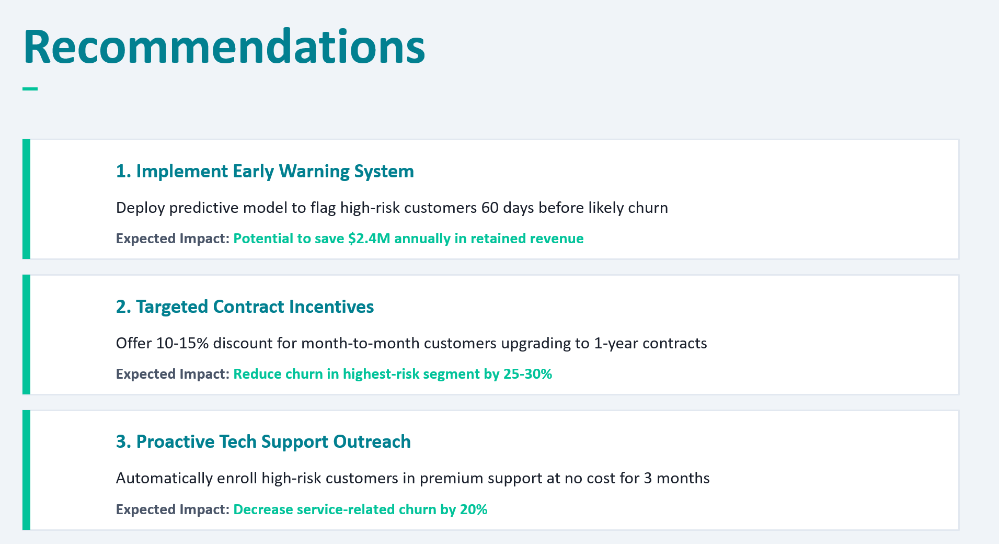 Recommendations
1. Implement Early Warning System
Deploy predictive model to flag high-risk customers 60 days before likely churn
Expected Impact: Potential to save $2.4M annually in retained revenue
2. Targeted Contract Incentives
Offer 10-15% discount for month-to-month customers upgrading to 1-year contracts
Expected Impact: Reduce churn in highest-risk segment by 25-30%
3. Proactive Tech Support Outreach
Automatically enroll high-risk customers in premium support at no cost for 3 months
Expected Impact: Decrease service-related churn by 20%